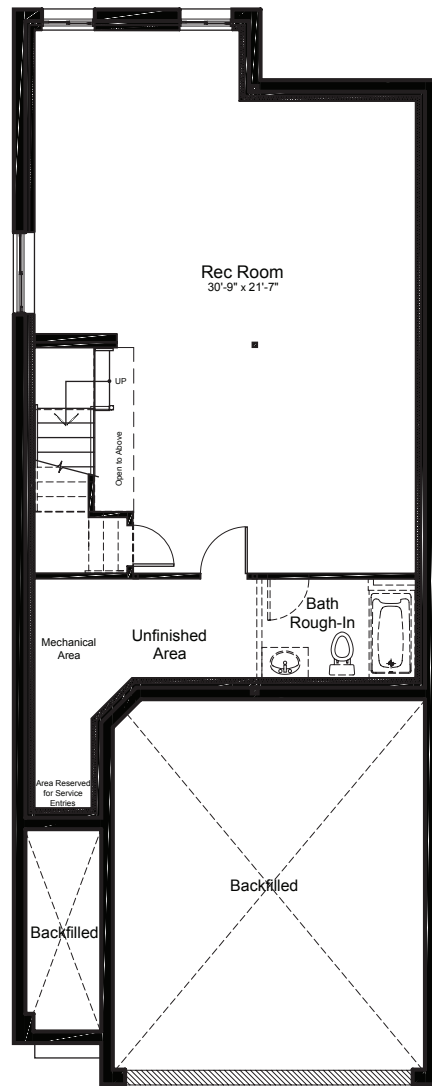 Rec Room
30'-9" x 21'-7"
UP
Open to Above
Bath
Rough-In
Unfinished
Area
Mechanical
Area
Area Reserved
for Service
Entries
Backfilled
Backfilled